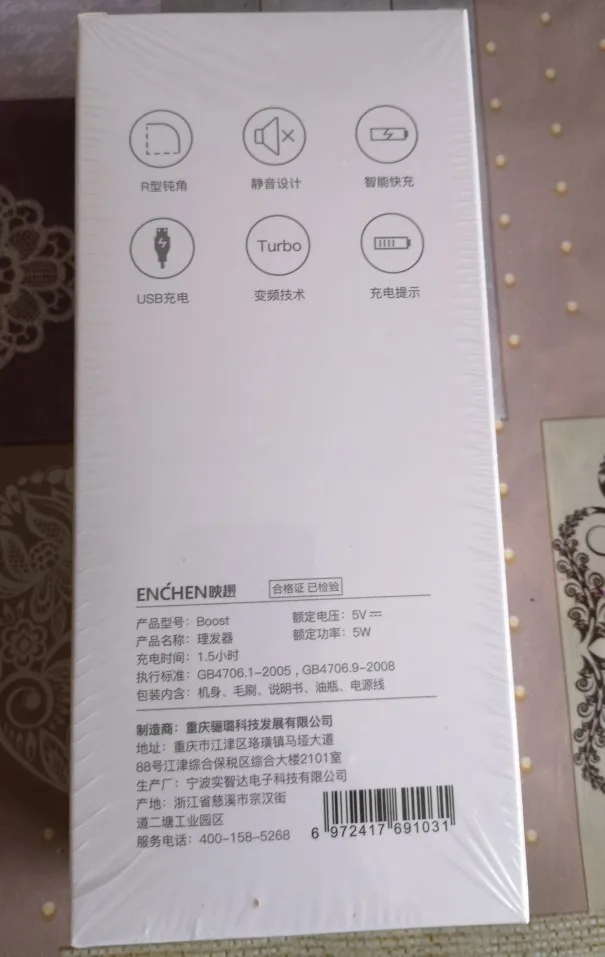 R型钝角
静音设计
智能快充
Turbo
USB充电
变频技术
充电提示
ENCHEN映趣
合格证 已检验
产品型号：Boost
额定电压：5V⎓
产品名称：理发器
额定功率：5W
充电时间：1.5小时
执行标准：GB4706.1-2005，GB4706.9-2008
包装内含：机身、毛刷、说明书、油瓶、电源线
制造商：重庆骊璐科技发展有限公司
地址：重庆市江津区珞璜镇马垭大道
88号江津综合保税区综合大楼2101室
生产厂：宁波实智达电子科技有限公司
产地：浙江省慈溪市宗汉街
道二塘工业园区
服务电话：400-158-5268
6 972417 691031